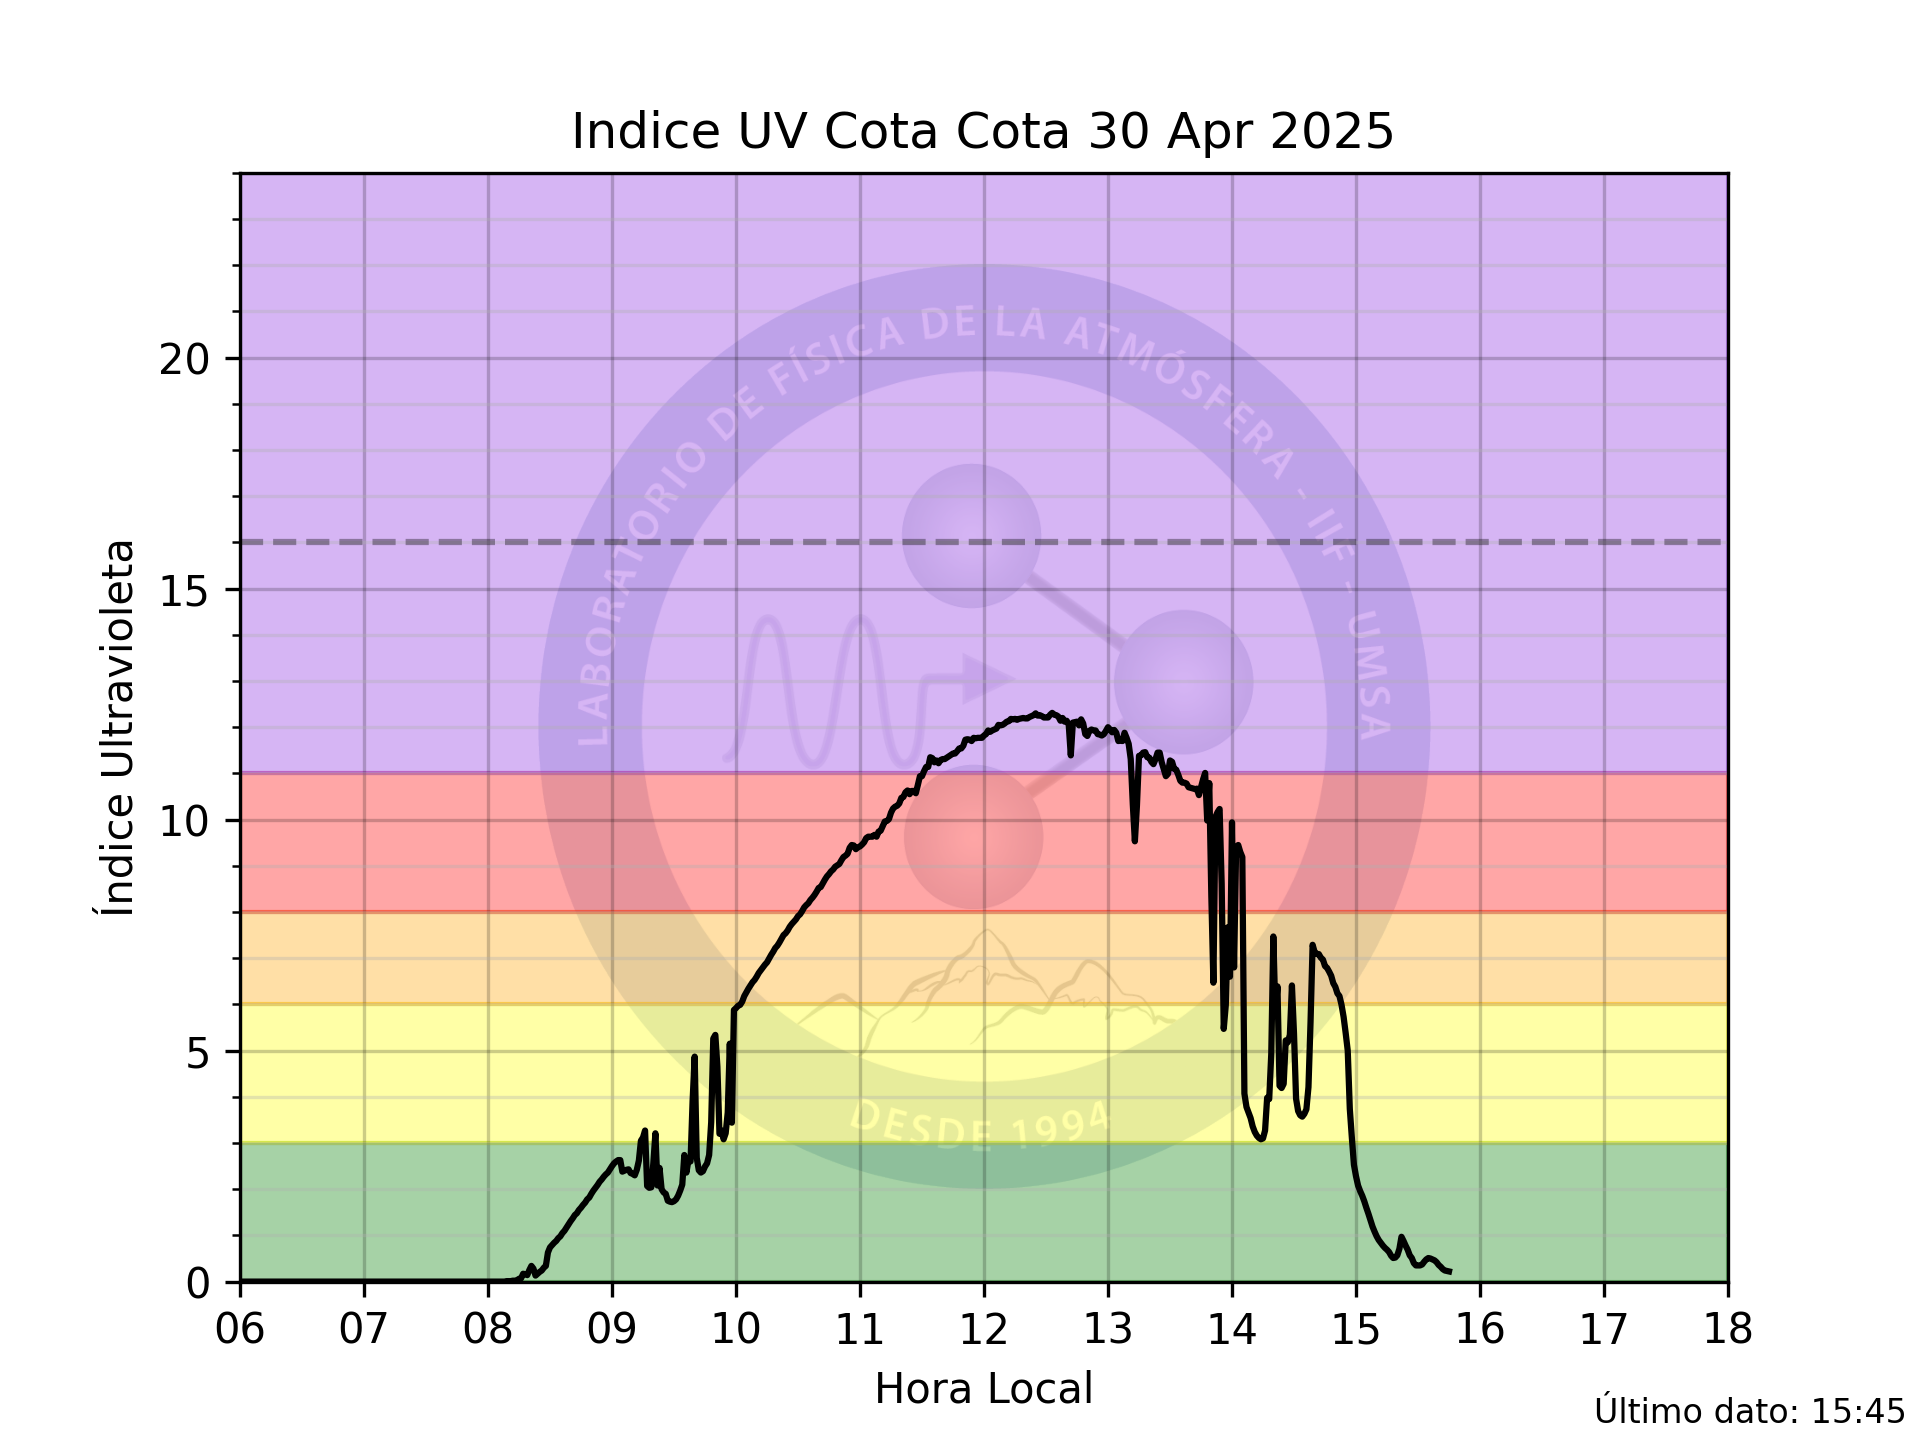 Indice UV Cota Cota 30 Apr 2025
LABORATORIO DE FÍSICA DE LA ATMÓSFERA - IIF - UMSA
DESDE 1994
Índice Ultravioleta
20
15
10
5
0
06 07 08 09 10 11 12 13 14 15 16 17 18
Hora Local
Último dato: 15:45